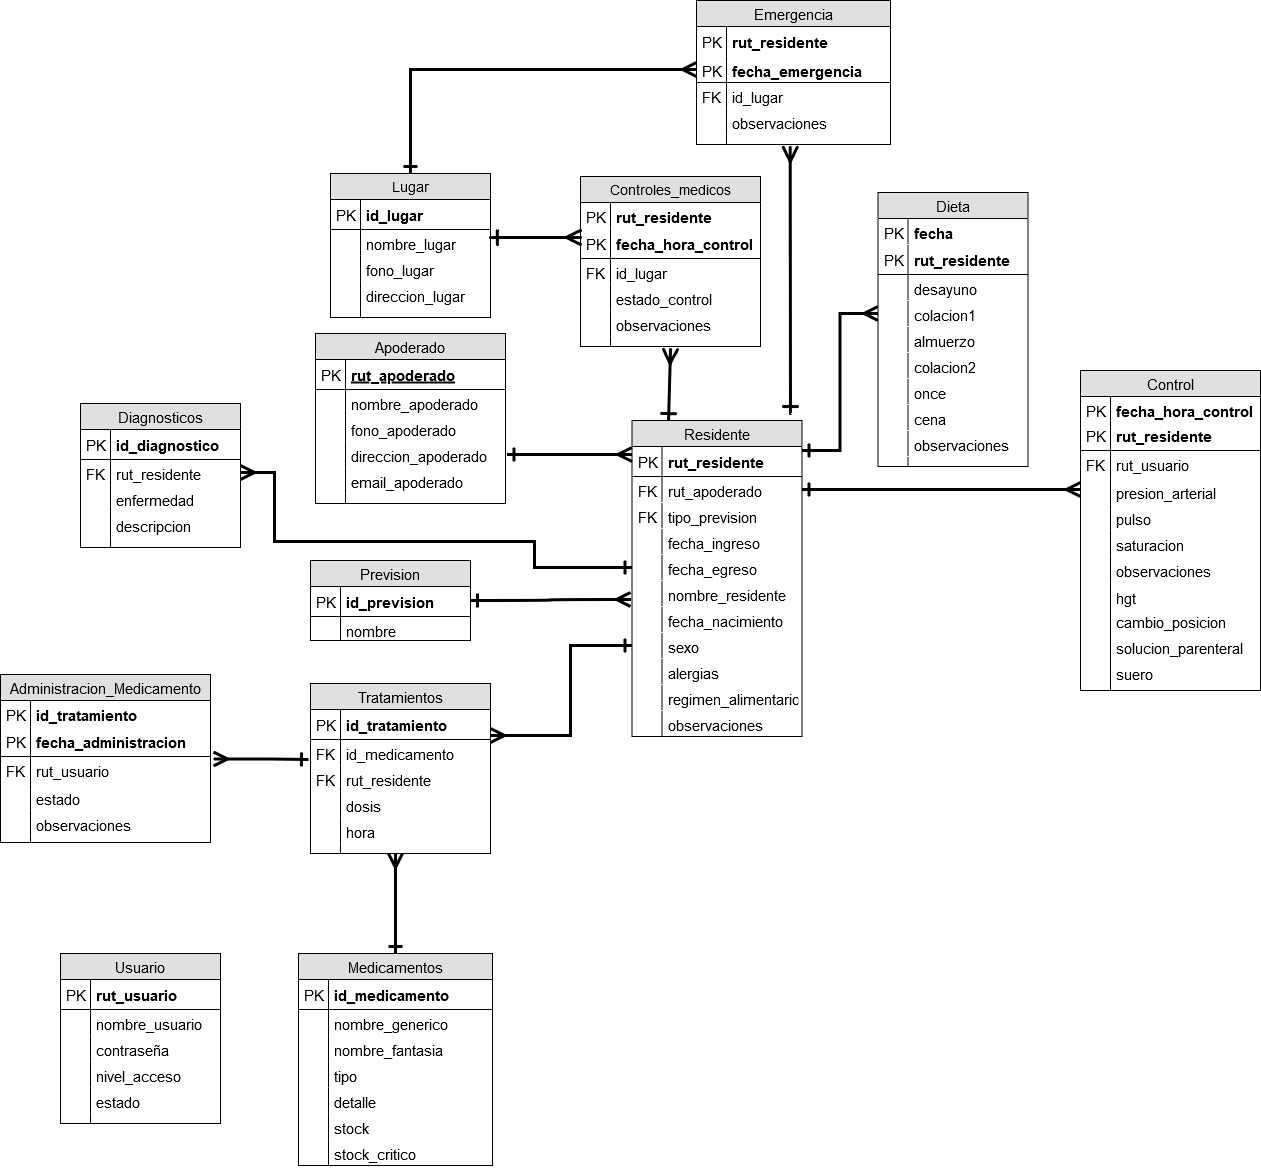 Emergencia
PK rut_residente
PK fecha_emergencia
FK id_lugar
observaciones
Lugar
PK id_lugar
nombre_lugar
fono_lugar
direccion_lugar
Controles_medicos
PK rut_residente
PK fecha_hora_control
FK id_lugar
estado_control
observaciones
Dieta
PK fecha
PK rut_residente
desayuno
colacion1
almuerzo
colacion2
once
cena
observaciones
Apoderado
PK rut_apoderado
nombre_apoderado
fono_apoderado
direccion_apoderado
email_apoderado
Control
PK fecha_hora_control
PK rut_residente
FK rut_usuario
presion_arterial
pulso
saturacion
observaciones
hgt
cambio_posicion
solucion_parenteral
suero
Diagnosticos
PK id_diagnostico
FK rut_residente
enfermedad
descripcion
Residente
PK rut_residente
FK rut_apoderado
FK tipo_prevision
fecha_ingreso
fecha_egreso
nombre_residente
fecha_nacimiento
sexo
alergias
regimen_alimentario
observaciones
Prevision
PK id_prevision
nombre
Administracion_Medicamento
PK id_tratamiento
PK fecha_administracion
FK rut_usuario
estado
observaciones
Tratamientos
PK id_tratamiento
FK id_medicamento
FK rut_residente
dosis
hora
Usuario
PK rut_usuario
nombre_usuario
contraseña
nivel_acceso
estado
Medicamentos
PK id_medicamento
nombre_generico
nombre_fantasia
tipo
detalle
stock
stock_critico